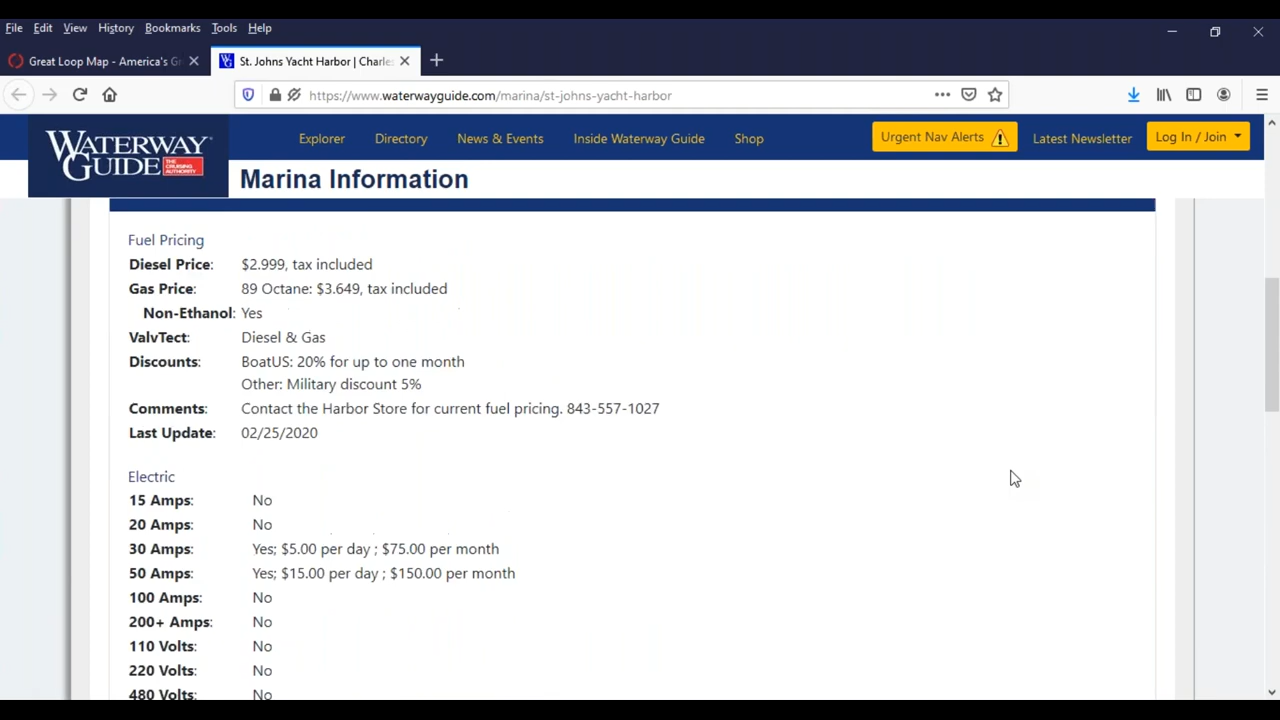 File Edit View History Bookmarks Tools Help
Great Loop Map - America's Gr
St. Johns Yacht Harbor | Charles
https://www.waterwayguide.com/marina/st-johns-yacht-harbor
WATERWAY GUIDE THE CRUISING AUTHORITY
Explorer Directory News & Events Inside Waterway Guide Shop Urgent Nav Alerts Latest Newsletter Log In / Join
Marina Information
Fuel Pricing
Diesel Price: $2.999, tax included
Gas Price: 89 Octane: $3.649, tax included
Non-Ethanol: Yes
ValvTect: Diesel & Gas
Discounts: BoatUS: 20% for up to one month
Other: Military discount 5%
Comments: Contact the Harbor Store for current fuel pricing. 843-557-1027
Last Update: 02/25/2020
Electric
15 Amps: No
20 Amps: No
30 Amps: Yes; $5.00 per day ; $75.00 per month
50 Amps: Yes; $15.00 per day ; $150.00 per month
100 Amps: No
200+ Amps: No
110 Volts: No
220 Volts: No
480 Volts: No